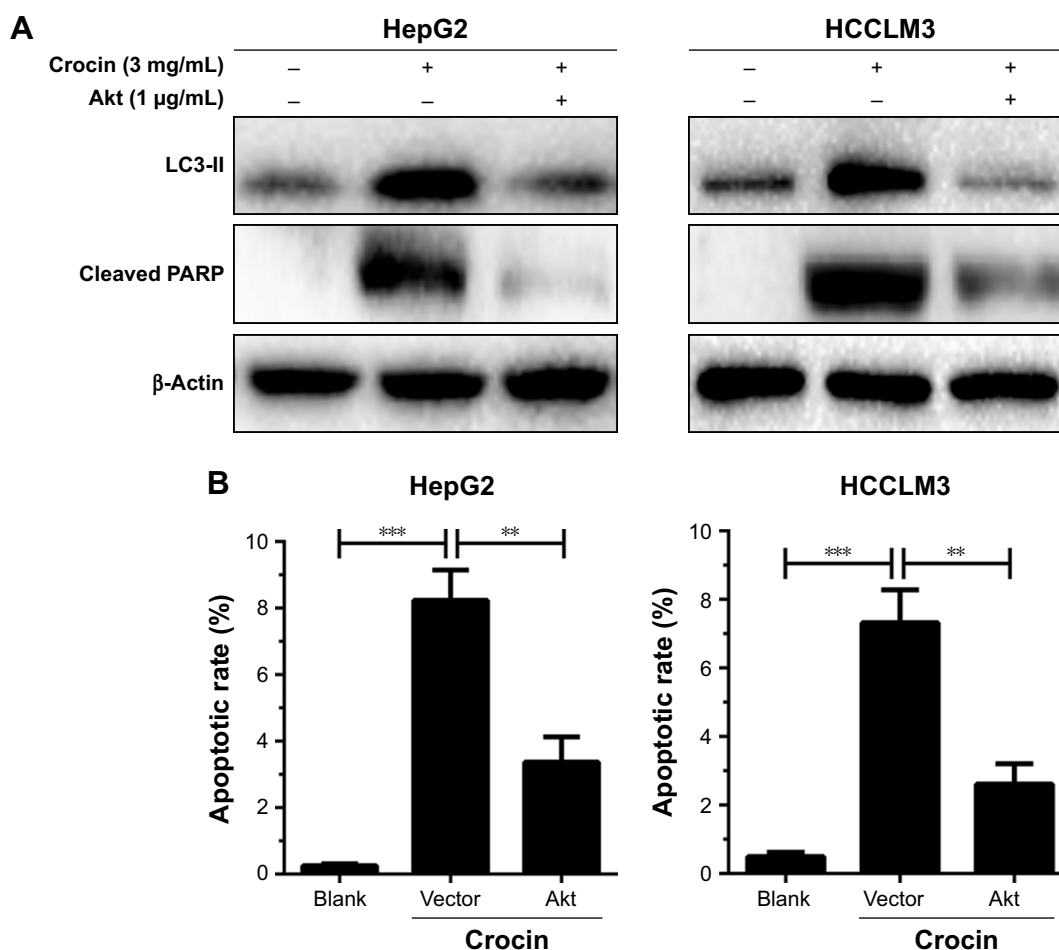 A
HepG2 HCCLM3
Crocin (3 mg/mL) – + + – + +
Akt (1 µg/mL) – – + – – +
LC3-II
Cleaved PARP
β-Actin
B
HepG2
*** **
10
8
6
4
2
0
Apoptotic rate (%)
Blank Vector Akt
Crocin
HCCLM3
*** **
10
8
6
4
2
0
Apoptotic rate (%)
Blank Vector Akt
Crocin